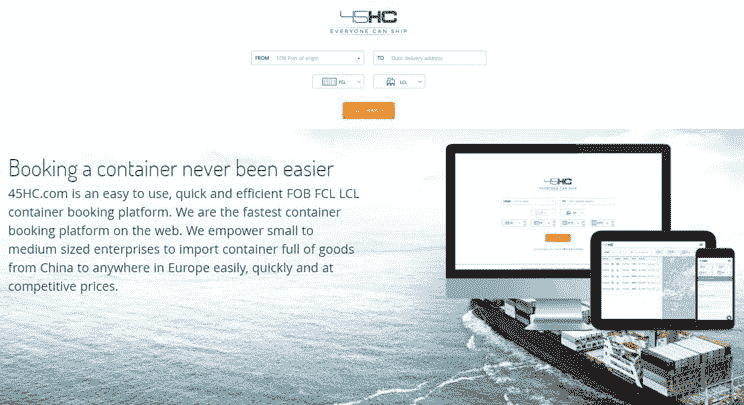 45HC
EVERYONE CAN SHIP
FROM FOB Port of origin TO Door delivery address
FCL LCL
Booking a container never been easier
45HC.com is an easy to use, quick and efficient FOB FCL LCL
container booking platform. We are the fastest container
booking platform on the web. We empower small to
medium sized enterprises to import container full of goods
from China to anywhere in Europe easily, quickly and at
competitive prices.
45HC
EVERYONE CAN SHIP